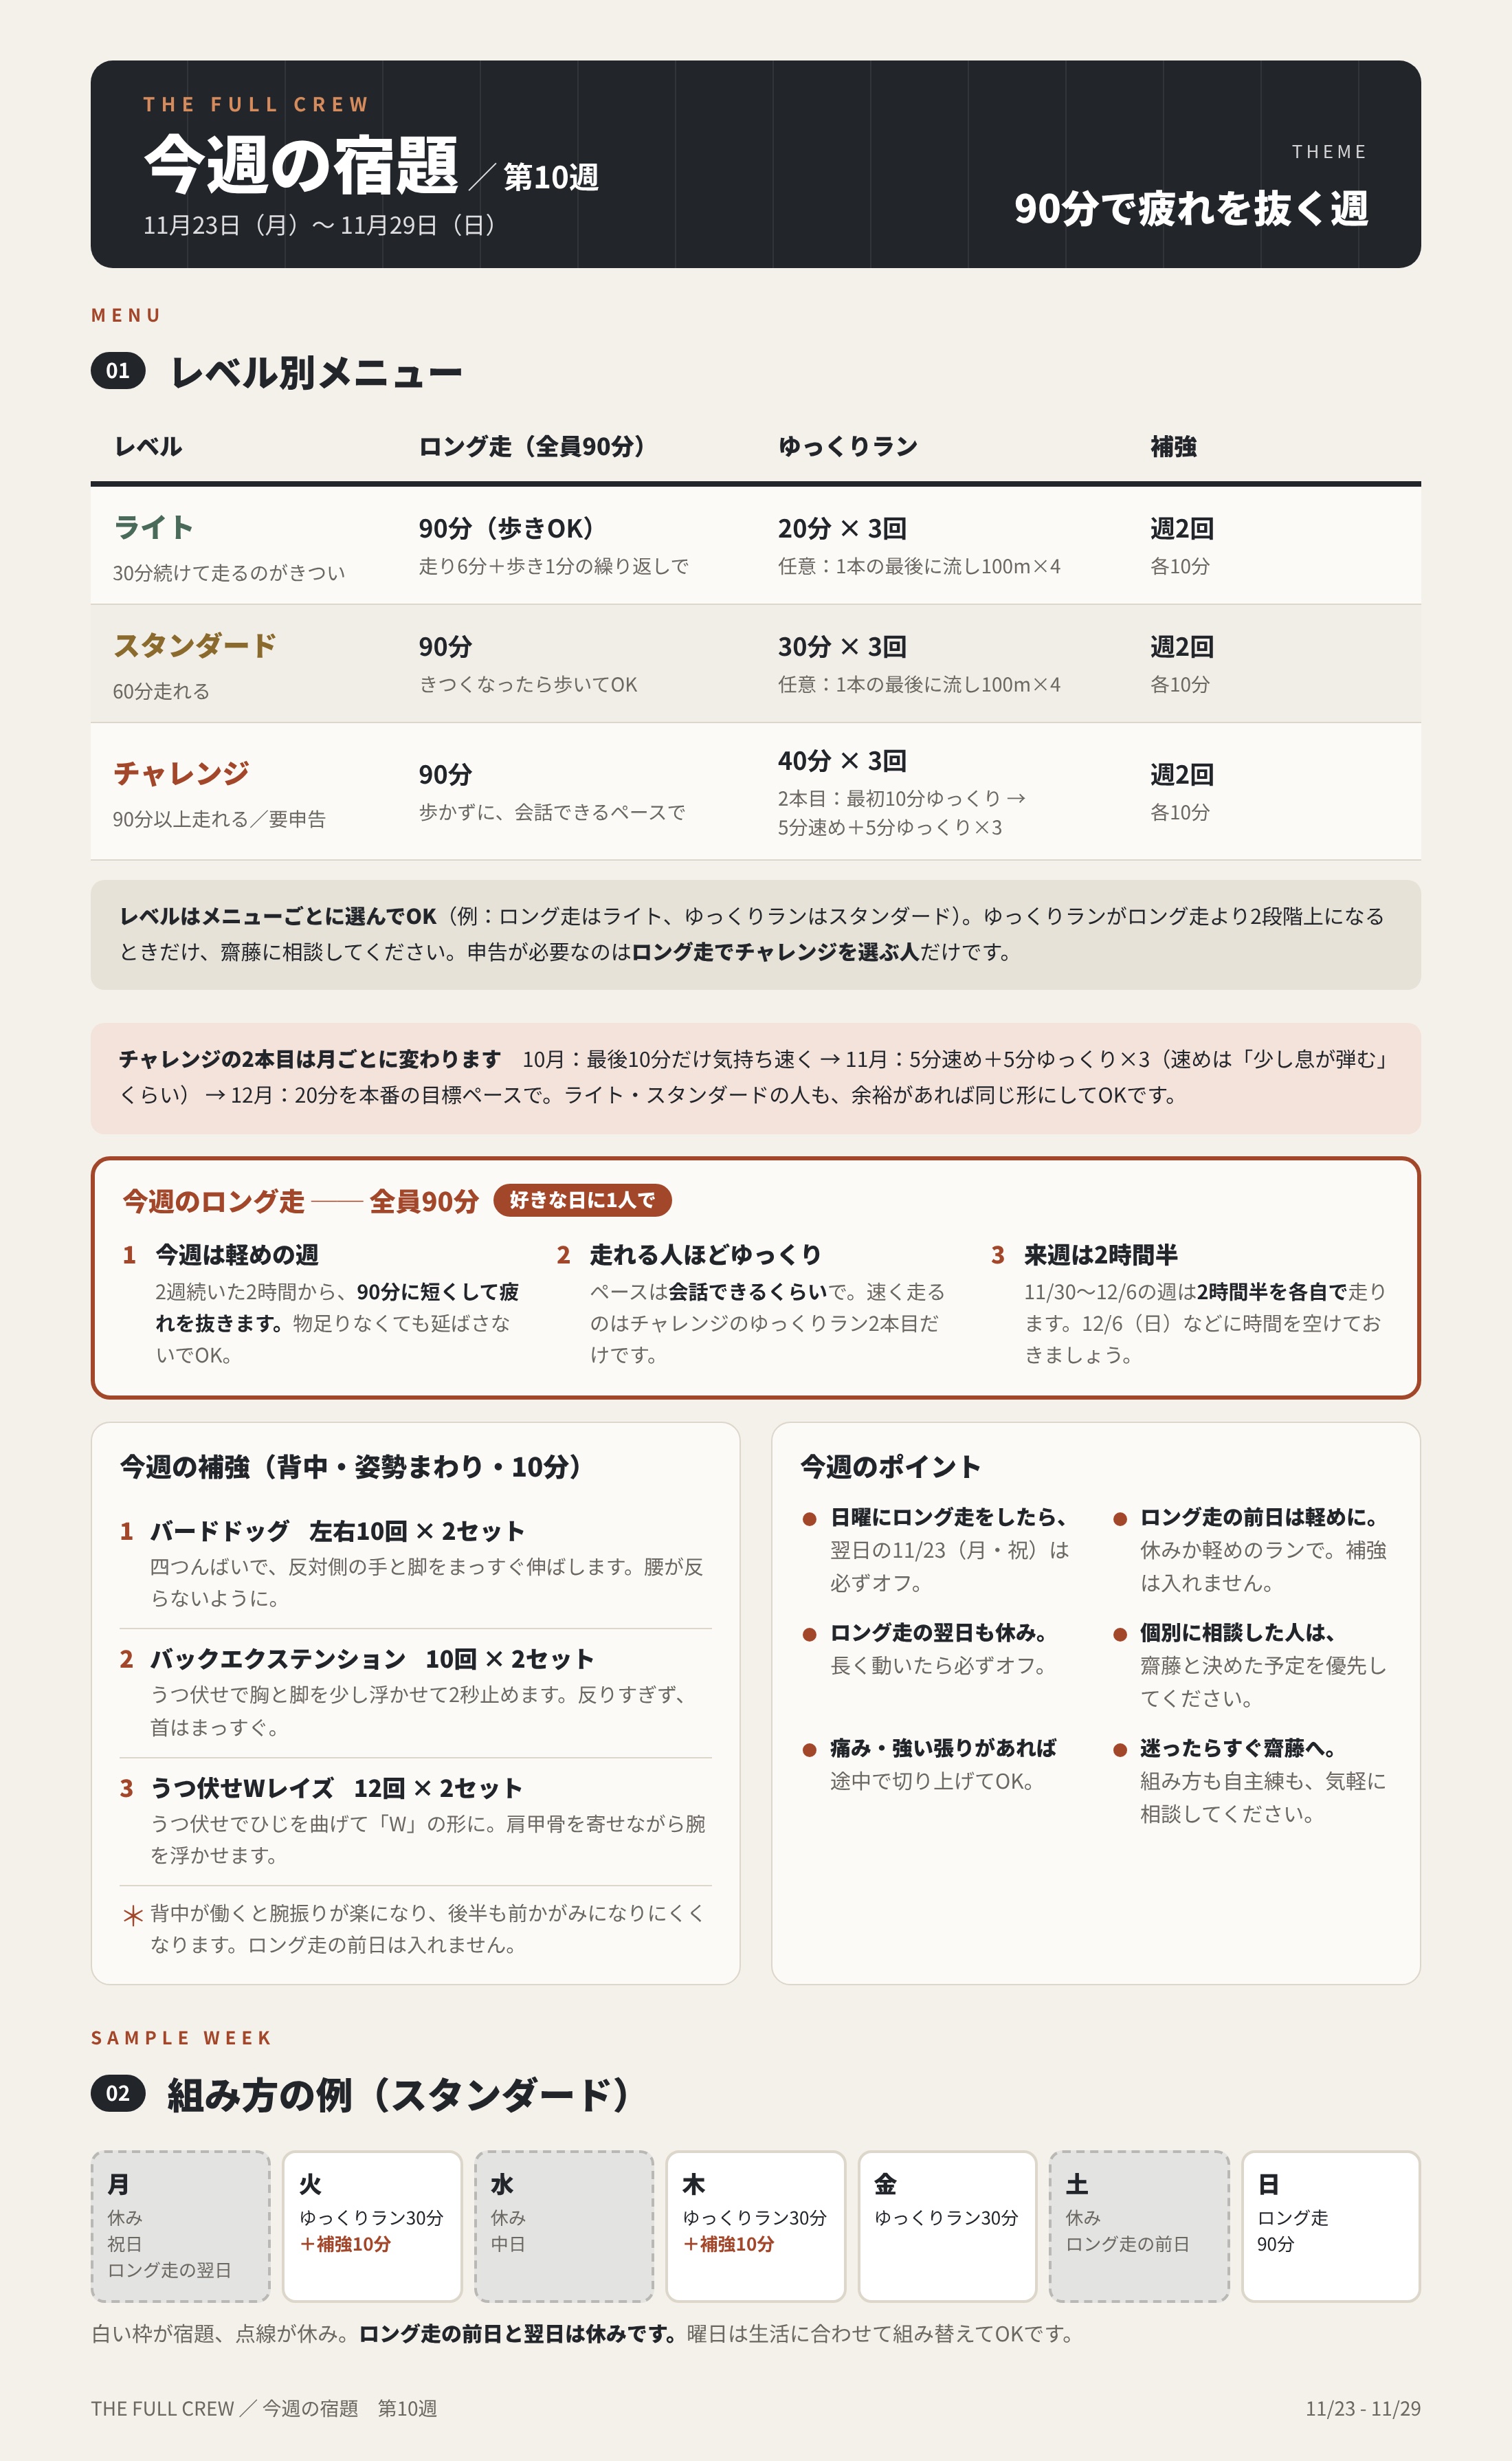 THE FULL CREW
今週の宿題 ／ 第10週
11月23日（月）〜 11月29日（日）
THEME
90分で疲れを抜く週
MENU
01 レベル別メニュー
レベル ロング走（全員90分） ゆっくりラン 補強
ライト 90分（歩きOK） 20分 × 3回 週2回
30分続けて走るのがきつい 走り6分＋歩き1分の繰り返しで 任意：1本の最後に流し100m×4 各10分
スタンダード 90分 30分 × 3回 週2回
60分走れる きつくなったら歩いてOK 任意：1本の最後に流し100m×4 各10分
チャレンジ 90分 40分 × 3回 週2回
90分以上走れる／要申告 歩かずに、会話できるペースで 2本目：最初10分ゆっくり → 各10分
5分速め＋5分ゆっくり×3
レベルはメニューごとに選んでOK（例：ロング走はライト、ゆっくりランはスタンダード）。ゆっくりランがロング走より2段階上になる
ときだけ、齋藤に相談してください。申告が必要なのはロング走でチャレンジを選ぶ人だけです。
チャレンジの2本目は月ごとに変わります　10月：最後10分だけ気持ち速く → 11月：5分速め＋5分ゆっくり×3（速めは「少し息が弾む」
くらい） → 12月：20分を本番の目標ペースで。ライト・スタンダードの人も、余裕があれば同じ形にしてOKです。
今週のロング走 —— 全員90分 好きな日に1人で
1 今週は軽めの週
2週続いた2時間から、90分に短くして疲
れを抜きます。物足りなくても延ばさな
いでOK。
2 走れる人ほどゆっくり
ペースは会話できるくらいで。速く走る
のはチャレンジのゆっくりラン2本目だ
けです。
3 来週は2時間半
11/30〜12/6の週は2時間半を各自で走り
ます。12/6（日）などに時間を空けてお
きましょう。
今週の補強（背中・姿勢まわり・10分）
1 バードドッグ 左右10回 × 2セット
四つんばいで、反対側の手と脚をまっすぐ伸ばします。腰が反
らないように。
2 バックエクステンション 10回 × 2セット
うつ伏せで胸と脚を少し浮かせて2秒止めます。反りすぎず、
首はまっすぐ。
3 うつ伏せWレイズ 12回 × 2セット
うつ伏せでひじを曲げて「W」の形に。肩甲骨を寄せながら腕
を浮かせます。
＊ 背中が働くと腕振りが楽になり、後半も前かがみになりにくく
なります。ロング走の前日は入れません。
今週のポイント
● 日曜にロング走をしたら、
翌日の11/23（月・祝）は
必ずオフ。
● ロング走の前日は軽めに。
休みか軽めのランで。補強
は入れません。
● ロング走の翌日も休み。
長く動いたら必ずオフ。
● 個別に相談した人は、
齋藤と決めた予定を優先し
てください。
● 痛み・強い張りがあれば
途中で切り上げてOK。
● 迷ったらすぐ齋藤へ。
組み方も自主練も、気軽に
相談してください。
SAMPLE WEEK
02 組み方の例（スタンダード）
月
休み
祝日
ロング走の翌日
火
ゆっくりラン30分
＋補強10分
水
休み
中日
木
ゆっくりラン30分
＋補強10分
金
ゆっくりラン30分
土
休み
ロング走の前日
日
ロング走
90分
白い枠が宿題、点線が休み。ロング走の前日と翌日は休みです。曜日は生活に合わせて組み替えてOKです。
THE FULL CREW ／ 今週の宿題　第10週
11/23 - 11/29